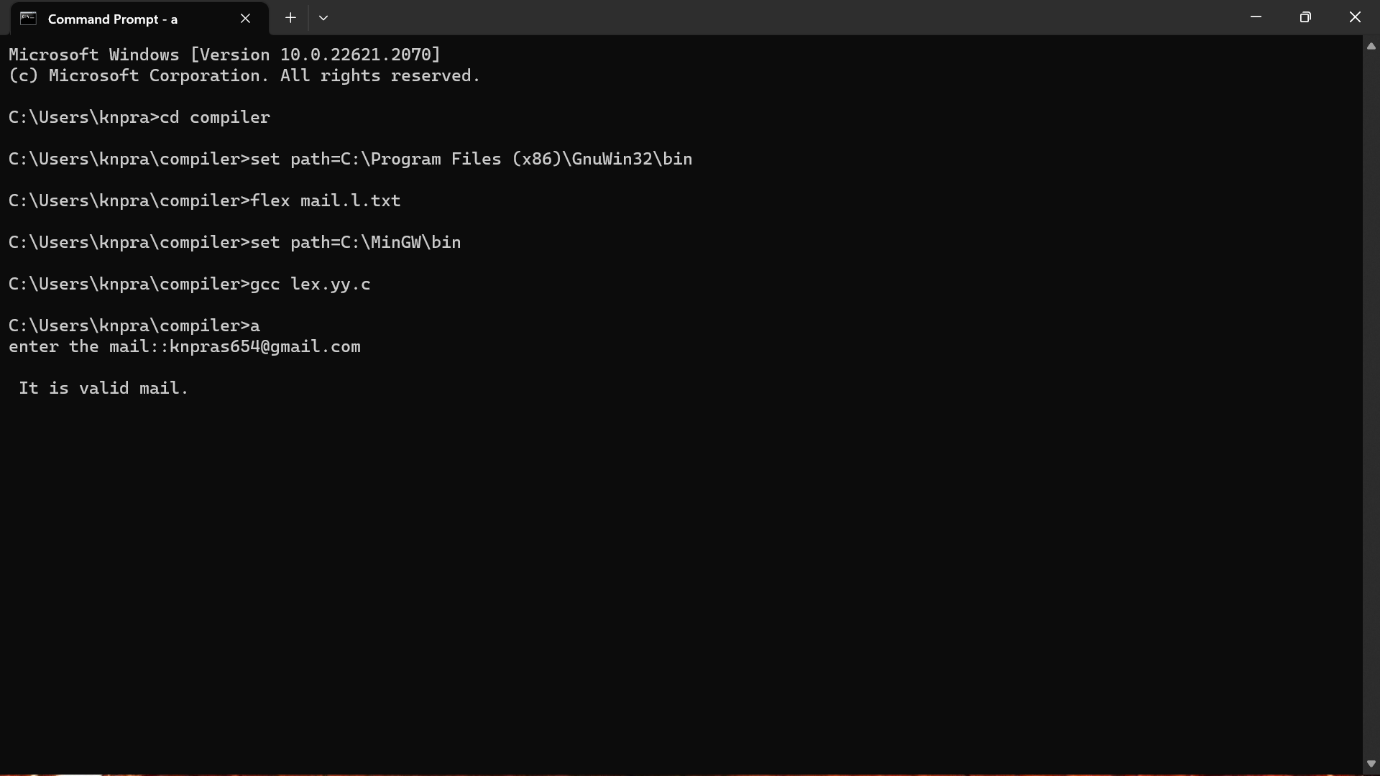 Command Prompt - a
Microsoft Windows [Version 10.0.22621.2070]
(c) Microsoft Corporation. All rights reserved.
C:\Users\knpra>cd compiler
C:\Users\knpra\compiler>set path=C:\Program Files (x86)\GnuWin32\bin
C:\Users\knpra\compiler>flex mail.l.txt
C:\Users\knpra\compiler>set path=C:\MinGW\bin
C:\Users\knpra\compiler>gcc lex.yy.c
C:\Users\knpra\compiler>a
enter the mail::knpras654@gmail.com
It is valid mail.